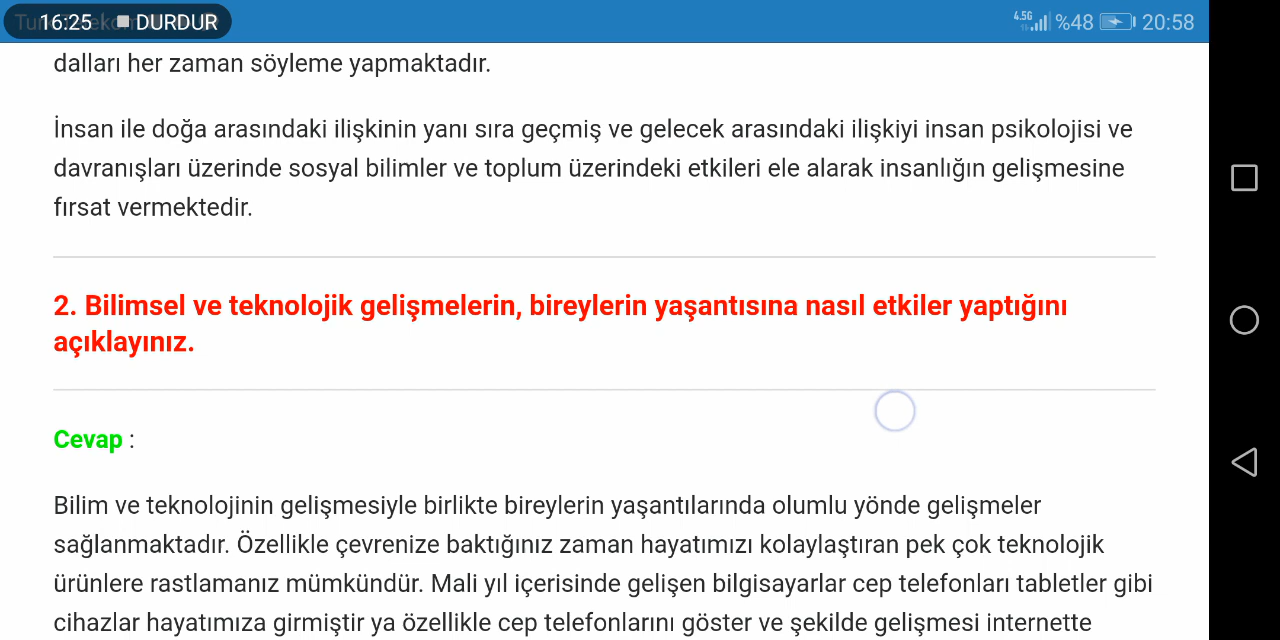 16:25 DURDUR 4.5G %48 20:58
dalları her zaman söyleme yapmaktadır.
İnsan ile doğa arasındaki ilişkinin yanı sıra geçmiş ve gelecek arasındaki ilişkiyi insan psikolojisi ve
davranışları üzerinde sosyal bilimler ve toplum üzerindeki etkileri ele alarak insanlığın gelişmesine
fırsat vermektedir.
2. Bilimsel ve teknolojik gelişmelerin, bireylerin yaşantısına nasıl etkiler yaptığını
açıklayınız.
Cevap :
Bilim ve teknolojinin gelişmesiyle birlikte bireylerin yaşantılarında olumlu yönde gelişmeler
sağlanmaktadır. Özellikle çevrenize baktığınız zaman hayatımızı kolaylaştıran pek çok teknolojik
ürünlere rastlamanız mümkündür. Mali yıl içerisinde gelişen bilgisayarlar cep telefonları tabletler gibi
cihazlar hayatımıza girmiştir ya özellikle cep telefonlarını göster ve şekilde gelişmesi internette